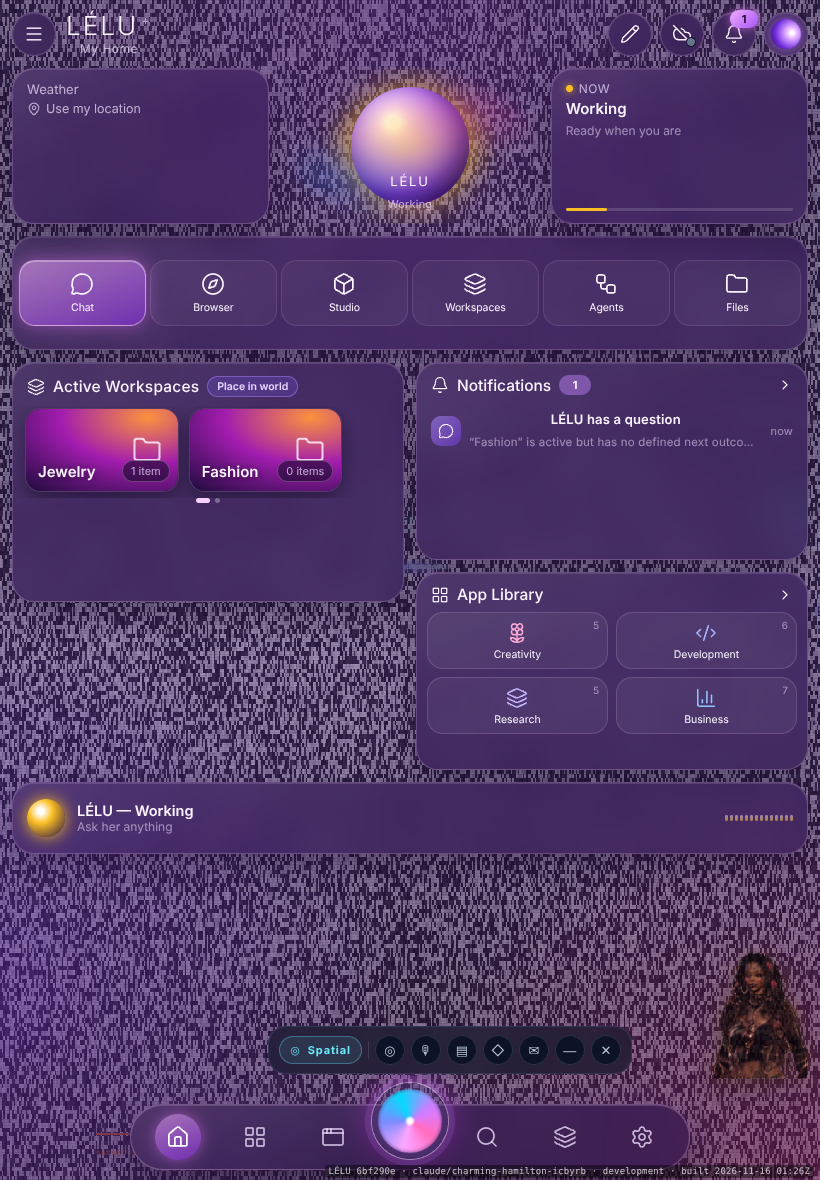 LÉLU
My Home
1
Weather
Use my location
LÉLU
Working
NOW
Working
Ready when you are
Chat
Browser
Studio
Workspaces
Agents
Files
Active Workspaces
Place in world
Jewelry
1 item
Fashion
0 items
Notifications
1
LÉLU has a question
now
“Fashion” is active but has no defined next outco…
App Library
Creativity
5
Development
6
Research
5
Business
7
LÉLU — Working
Ask her anything
Spatial
LÉLU 6bf290e · claude/charming-hamilton-icbyrb · development · built 2026-11-16 01:26Z